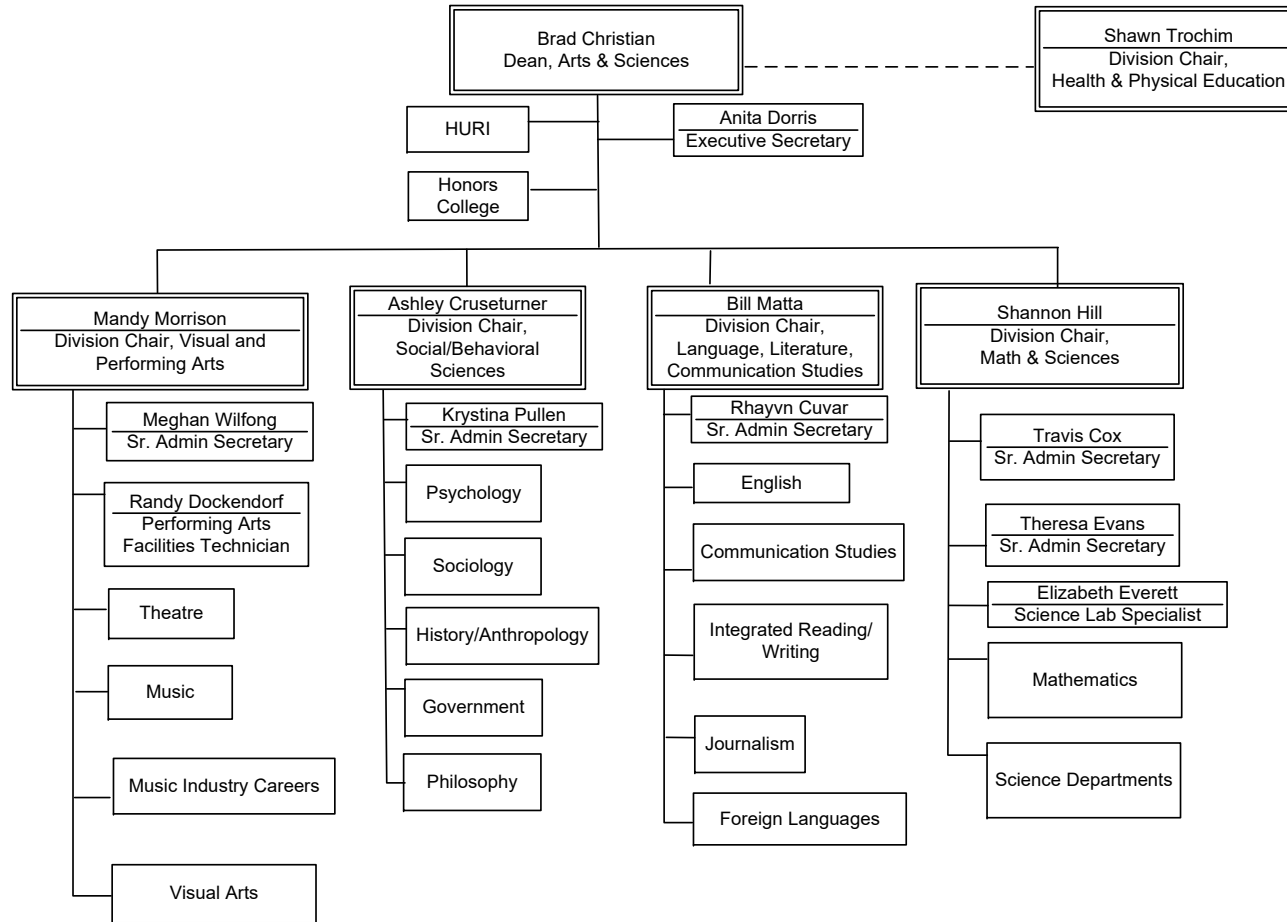 Brad Christian
Dean, Arts & Sciences
Shawn Trochim
Division Chair,
Health & Physical Education
HURI
Anita Dorris
Executive Secretary
Honors
College
Mandy Morrison
Division Chair, Visual and
Performing Arts
Meghan Wilfong
Sr. Admin Secretary
Randy Dockendorf
Performing Arts
Facilities Technician
Theatre
Music
Music Industry Careers
Visual Arts
Ashley Cruseturner
Division Chair,
Social/Behavioral
Sciences
Krystina Pullen
Sr. Admin Secretary
Psychology
Sociology
History/Anthropology
Government
Philosophy
Bill Matta
Division Chair,
Language, Literature,
Communication Studies
Rhayvn Cuvar
Sr. Admin Secretary
English
Communication Studies
Integrated Reading/
Writing
Journalism
Foreign Languages
Shannon Hill
Division Chair,
Math & Sciences
Travis Cox
Sr. Admin Secretary
Theresa Evans
Sr. Admin Secretary
Elizabeth Everett
Science Lab Specialist
Mathematics
Science Departments